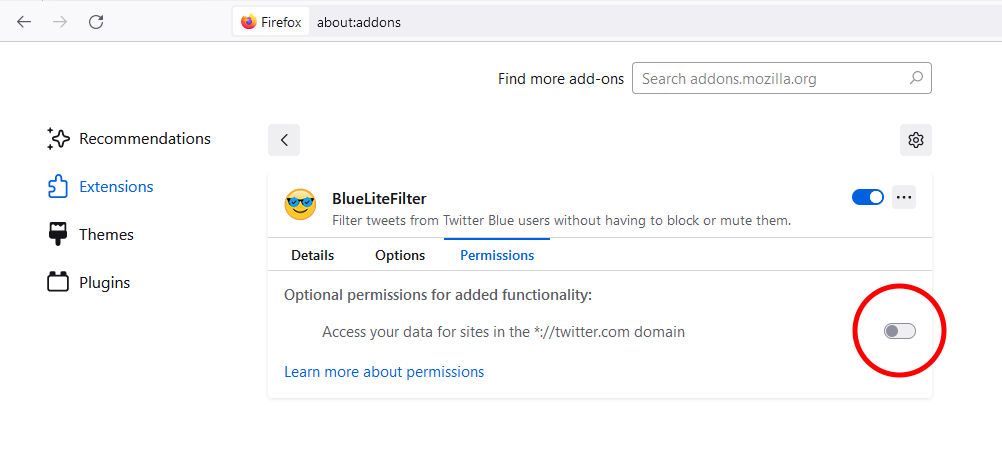 Firefox about:addons
Find more add-ons Search addons.mozilla.org
Recommendations
Extensions
Themes
Plugins
BlueLiteFilter
Filter tweets from Twitter Blue users without having to block or mute them.
Details Options Permissions
Optional permissions for added functionality:
Access your data for sites in the *://twitter.com domain
Learn more about permissions